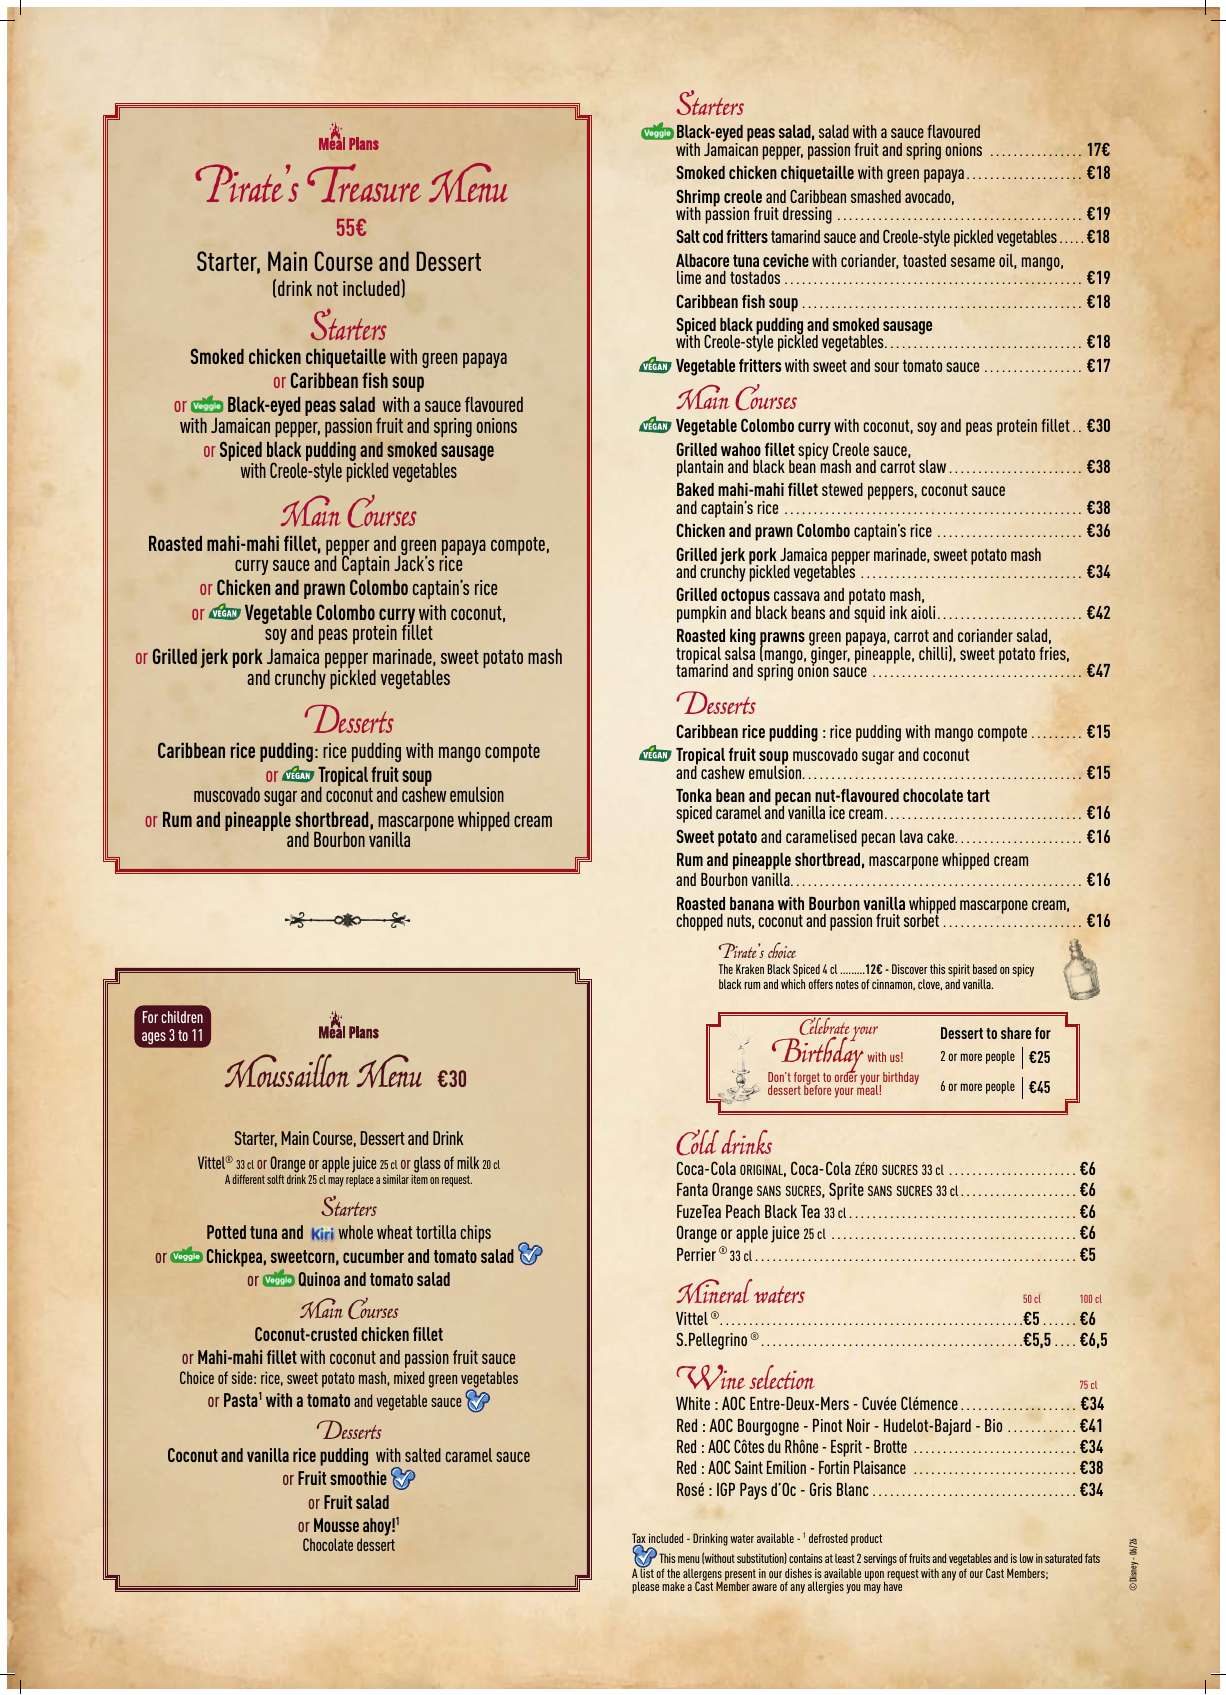 Meal Plans
Pirate's Treasure Menu
55€
Starter, Main Course and Dessert
(drink not included)
Starters
Smoked chicken chiquetaille with green papaya
or Caribbean fish soup
or Veggie Black-eyed peas salad with a sauce flavoured
with Jamaican pepper, passion fruit and spring onions
or Spiced black pudding and smoked sausage
with Creole-style pickled vegetables
Main Courses
Roasted mahi-mahi fillet, pepper and green papaya compote,
curry sauce and Captain Jack's rice
or Chicken and prawn Colombo captain's rice
or VEGAN Vegetable Colombo curry with coconut,
soy and peas protein fillet
or Grilled jerk pork Jamaica pepper marinade, sweet potato mash
and crunchy pickled vegetables
Desserts
Caribbean rice pudding: rice pudding with mango compote
or VEGAN Tropical fruit soup
muscovado sugar and coconut and cashew emulsion
or Rum and pineapple shortbread, mascarpone whipped cream
and Bourbon vanilla
For children
ages 3 to 11
Meal Plans
Moussaillon Menu €30
Starter, Main Course, Dessert and Drink
Vittel® 33 cl or Orange or apple juice 25 cl or glass of milk 20 cl
A different solft drink 25 cl may replace a similar item on request.
Starters
Potted tuna and Kiri whole wheat tortilla chips
or Veggie Chickpea, sweetcorn, cucumber and tomato salad
or Veggie Quinoa and tomato salad
Main Courses
Coconut-crusted chicken fillet
or Mahi-mahi fillet with coconut and passion fruit sauce
Choice of side: rice, sweet potato mash, mixed green vegetables
or Pasta¹ with a tomato and vegetable sauce
Desserts
Coconut and vanilla rice pudding with salted caramel sauce
or Fruit smoothie
or Fruit salad
or Mousse ahoy!¹
Chocolate dessert
Starters
Veggie Black-eyed peas salad, salad with a sauce flavoured
with Jamaican pepper, passion fruit and spring onions ................ 17€
Smoked chicken chiquetaille with green papaya.................... €18
Shrimp creole and Caribbean smashed avocado,
with passion fruit dressing .......................................... €19
Salt cod fritters tamarind sauce and Creole-style pickled vegetables..... €18
Albacore tuna ceviche with coriander, toasted sesame oil, mango,
lime and tostados ................................................... €19
Caribbean fish soup ................................................ €18
Spiced black pudding and smoked sausage
with Creole-style pickled vegetables.................................. €18
VEGAN Vegetable fritters with sweet and sour tomato sauce ................. €17
Main Courses
VEGAN Vegetable Colombo curry with coconut, soy and peas protein fillet.. €30
Grilled wahoo fillet spicy Creole sauce,
plantain and black bean mash and carrot slaw....................... €38
Baked mahi-mahi fillet stewed peppers, coconut sauce
and captain's rice ................................................... €38
Chicken and prawn Colombo captain's rice ......................... €36
Grilled jerk pork Jamaica pepper marinade, sweet potato mash
and crunchy pickled vegetables ...................................... €34
Grilled octopus cassava and potato mash,
pumpkin and black beans and squid ink aioli......................... €42
Roasted king prawns green papaya, carrot and coriander salad,
tropical salsa (mango, ginger, pineapple, chilli), sweet potato fries,
tamarind and spring onion sauce .................................... €47
Desserts
Caribbean rice pudding : rice pudding with mango compote ......... €15
VEGAN Tropical fruit soup muscovado sugar and coconut
and cashew emulsion................................................ €15
Tonka bean and pecan nut-flavoured chocolate tart
spiced caramel and vanilla ice cream.................................. €16
Sweet potato and caramelised pecan lava cake...................... €16
Rum and pineapple shortbread, mascarpone whipped cream
and Bourbon vanilla.................................................. €16
Roasted banana with Bourbon vanilla whipped mascarpone cream,
chopped nuts, coconut and passion fruit sorbet ........................ €16
Pirate's choice
The Kraken Black Spiced 4 cl .........12€ - Discover this spirit based on spicy
black rum and which offers notes of cinnamon, clove, and vanilla.
Celebrate your
Birthday with us!
Don't forget to order your birthday
dessert before your meal!
Dessert to share for
2 or more people €25
6 or more people €45
Cold drinks
Coca-Cola ORIGINAL, Coca-Cola ZÉRO SUCRES 33 cl ...................... €6
Fanta Orange SANS SUCRES, Sprite SANS SUCRES 33 cl.................... €6
FuzeTea Peach Black Tea 33 cl....................................... €6
Orange or apple juice 25 cl .......................................... €6
Perrier ® 33 cl....................................................... €5
Mineral waters 50 cl 100 cl
Vittel ®....................................................€5 ...... €6
S.Pellegrino ®.............................................€5,5 .... €6,5
Wine selection 75 cl
White : AOC Entre-Deux-Mers - Cuvée Clémence.................... €34
Red : AOC Bourgogne - Pinot Noir - Hudelot-Bajard - Bio ............ €41
Red : AOC Côtes du Rhône - Esprit - Brotte ............................ €34
Red : AOC Saint Emilion - Fortin Plaisance ............................. €38
Rosé : IGP Pays d'Oc - Gris Blanc................................... €34
Tax included - Drinking water available - ¹ defrosted product
This menu (without substitution) contains at least 2 servings of fruits and vegetables and is low in saturated fats
A list of the allergens present in our dishes is available upon request with any of our Cast Members;
please make a Cast Member aware of any allergies you may have
© Disney - 06/26